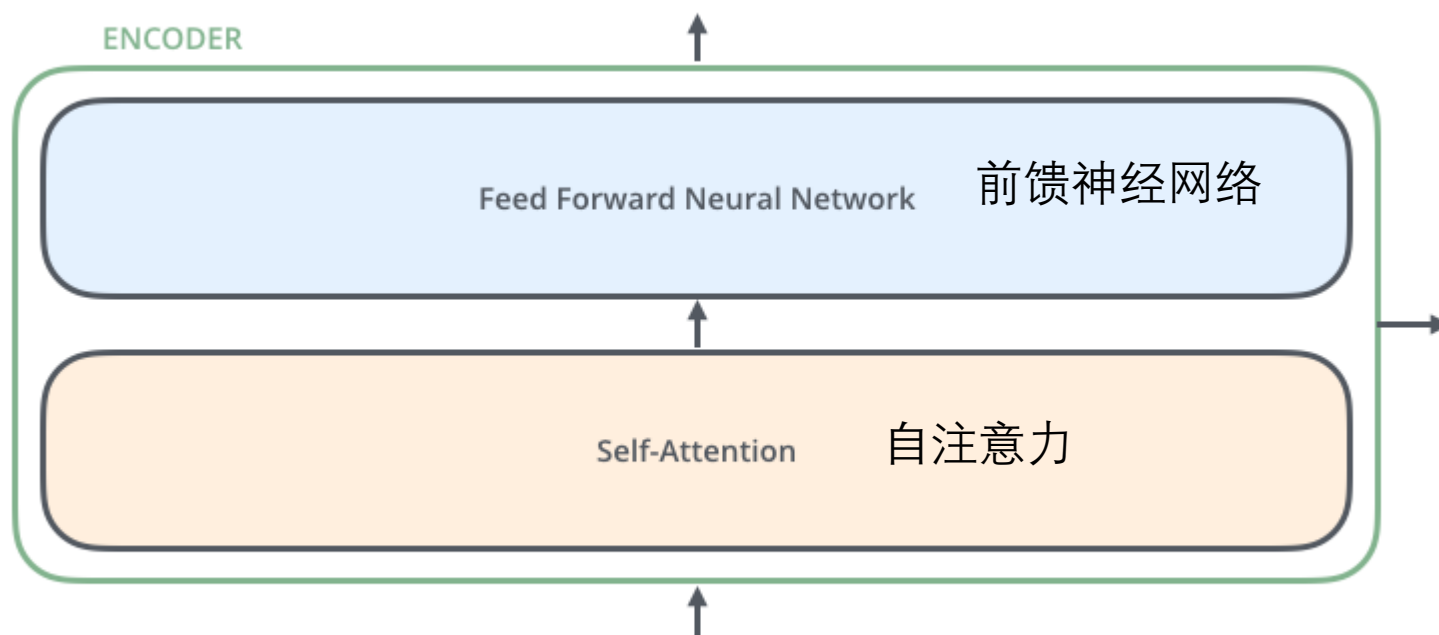 ENCODER
Feed Forward Neural Network 前馈神经网络
Self-Attention 自注意力